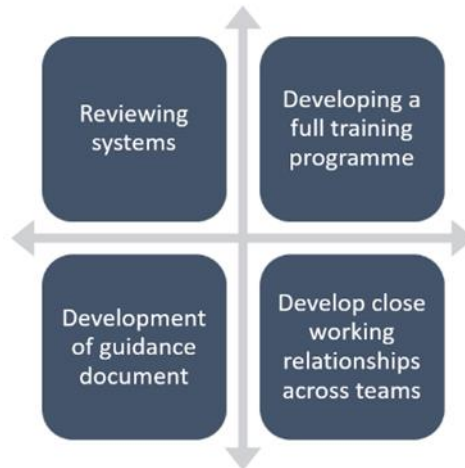 Reviewing
systems
Developing a
full training
programme
Development
of guidance
document
Develop close
working
relationships
across teams